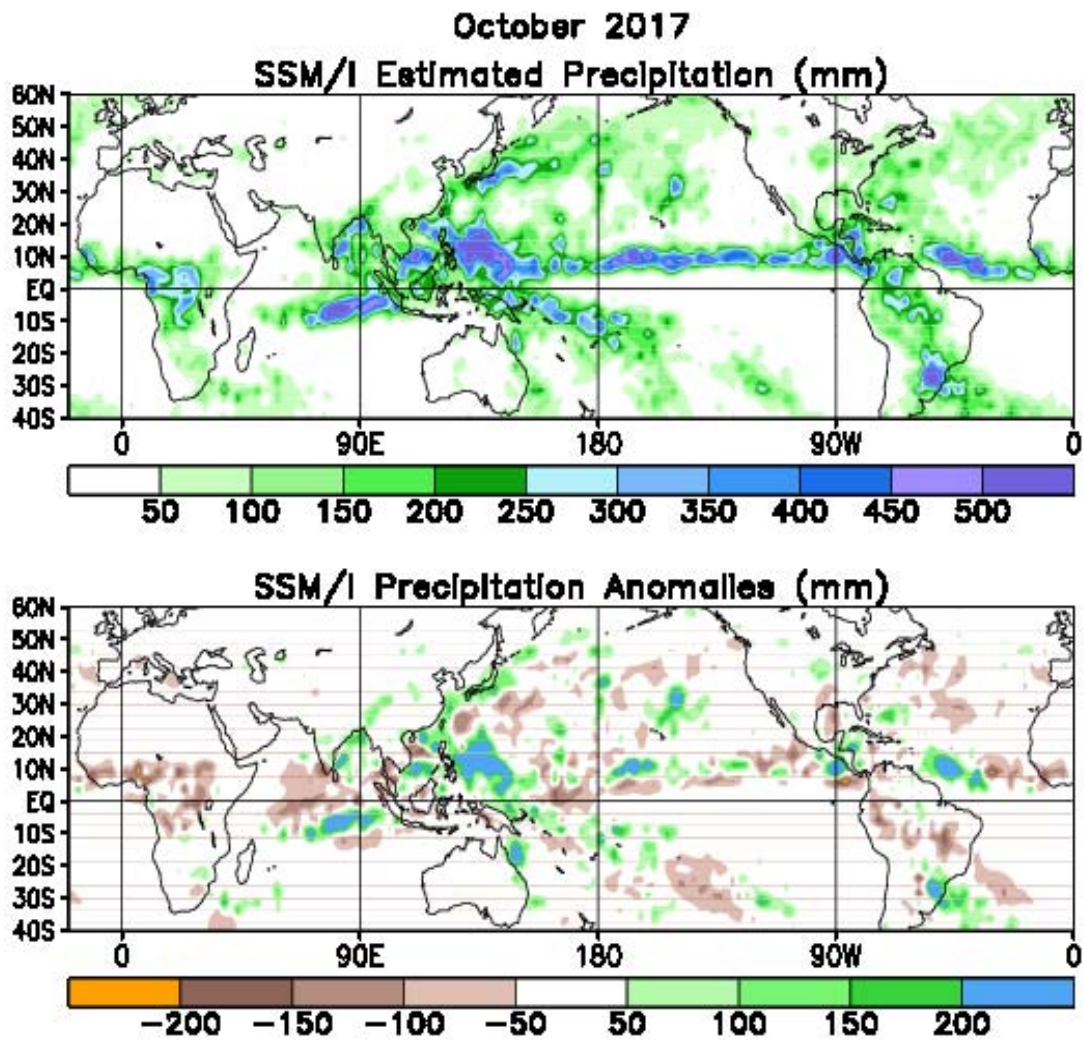 October 2017
SSM/I Estimated Precipitation (mm)
60N
50N
40N
30N
20N
10N
EQ
10S
20S
30S
40S
0 90E 180 90W 0
50 100 150 200 250 300 350 400 450 500
SSM/I Precipitation Anomalies (mm)
60N
50N
40N
30N
20N
10N
EQ
10S
20S
30S
40S
0 90E 180 90W 0
-200 -150 -100 -50 50 100 150 200